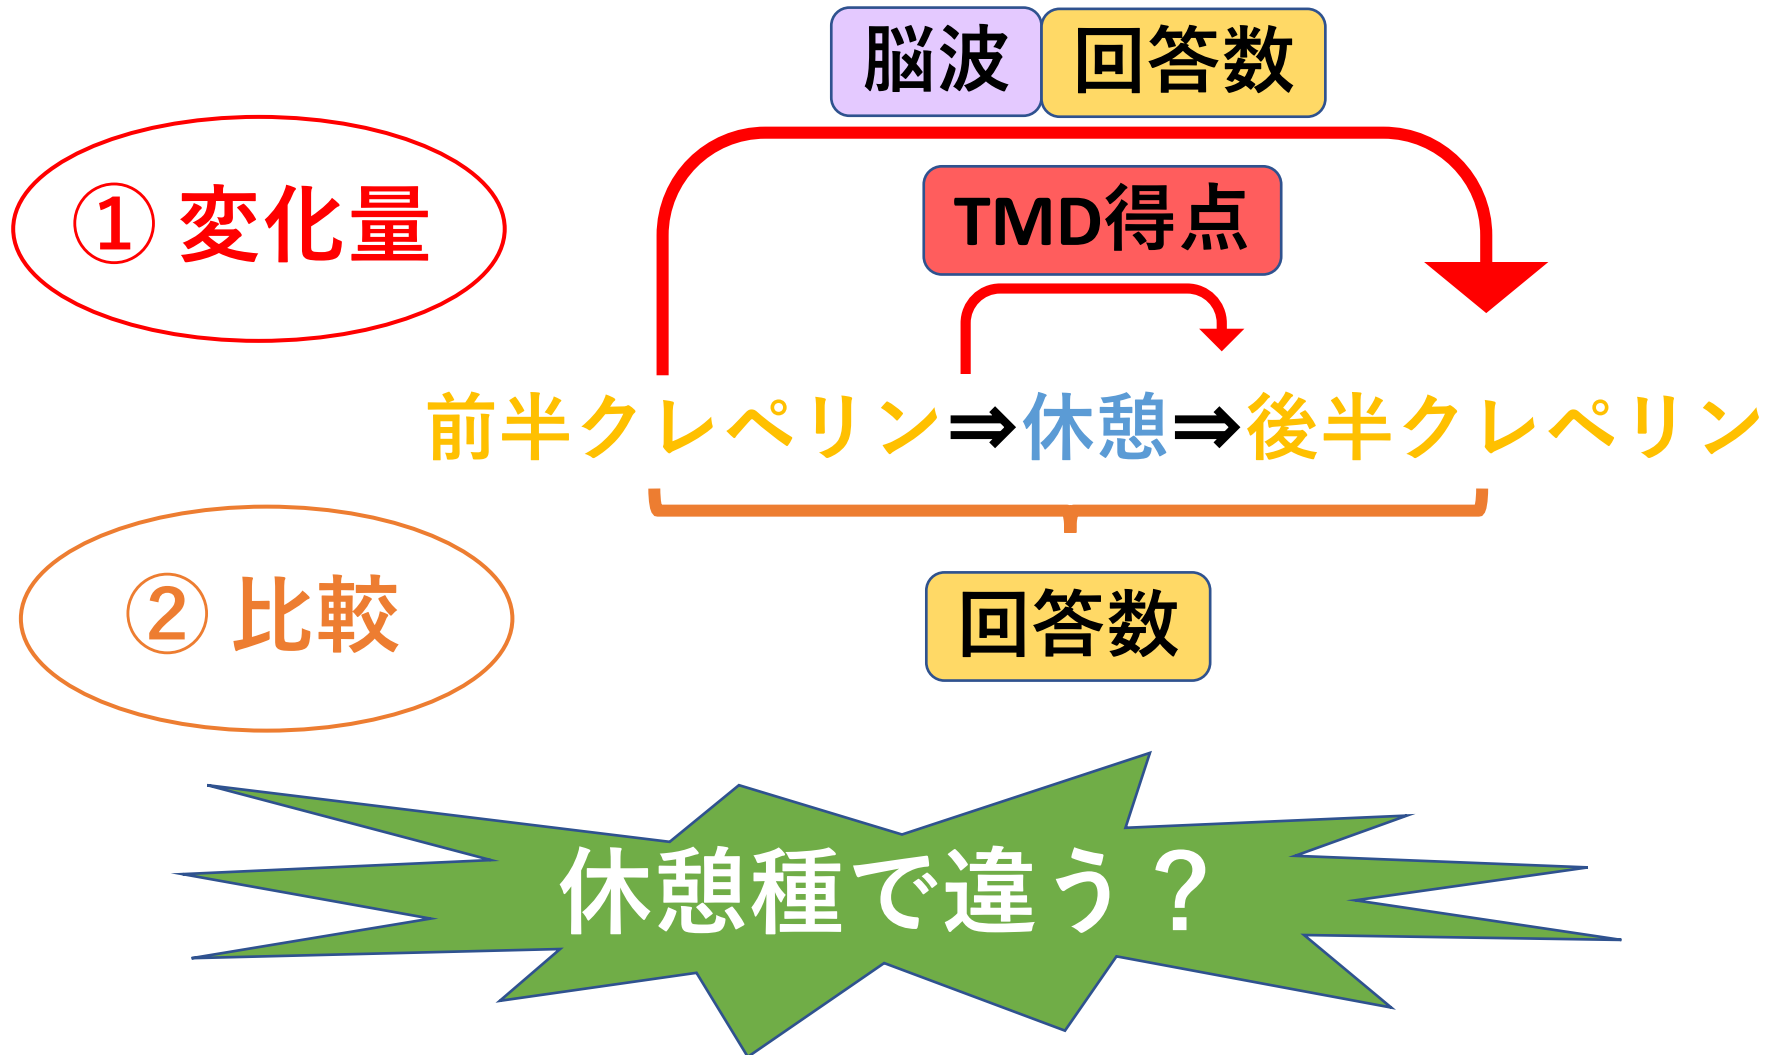 脳波 回答数
① 変化量
TMD得点
前半クレペリン⇒休憩⇒後半クレペリン
② 比較
回答数
休憩種で違う？